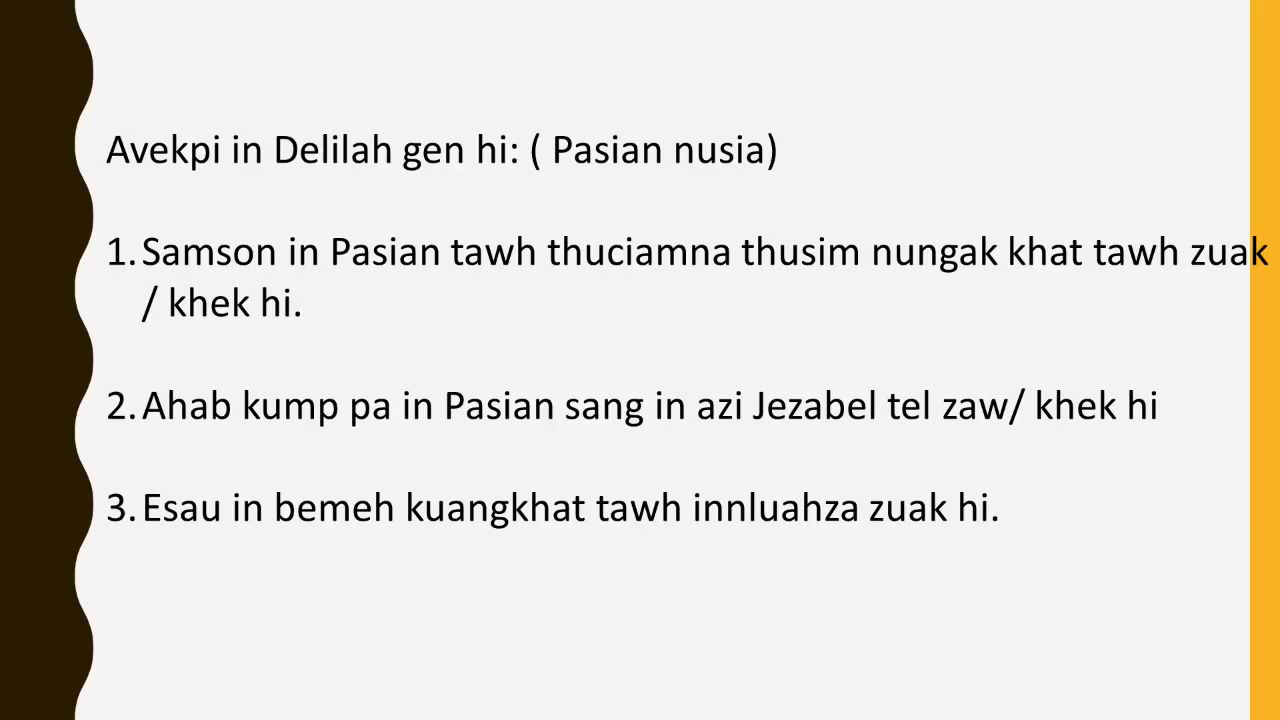 Avekpi in Delilah gen hi: ( Pasian nusia)
1. Samson in Pasian tawh thuciamna thusim nungak khat tawh zuak
/ khek hi.
2. Ahab kump pa in Pasian sang in azi Jezabel tel zaw/ khek hi
3. Esau in bemeh kuangkhat tawh innluahza zuak hi.